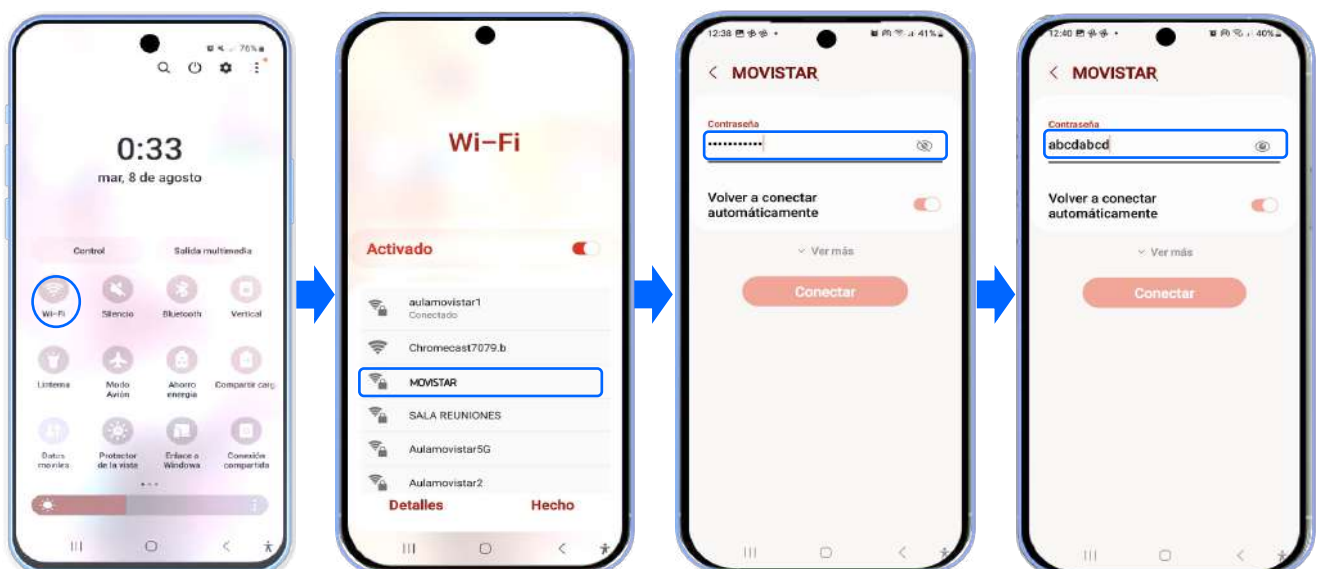 76%
0:33
mar, 8 de agosto
Control
Salida multimedia
Wi-Fi
Silencio
Bluetooth
Vertical
Linterna
Modo
Avión
Ahorro
energía
Compartir carg
Datos
móviles
Protector
de la vista
Enlace a
Windows
Conexión
compartida
Wi-Fi
Activado
aulamovistar1
Conectado
Chromecast7079.b
MOVISTAR
SALA REUNIONES
Aulamovistar5G
Aulamovistar2
Detalles
Hecho
12:38
41%
MOVISTAR
Contraseña
•••••••••••
Volver a conectar
automáticamente
Ver más
Conectar
12:40
40%
MOVISTAR
Contraseña
abcdabcd
Volver a conectar
automáticamente
Ver más
Conectar